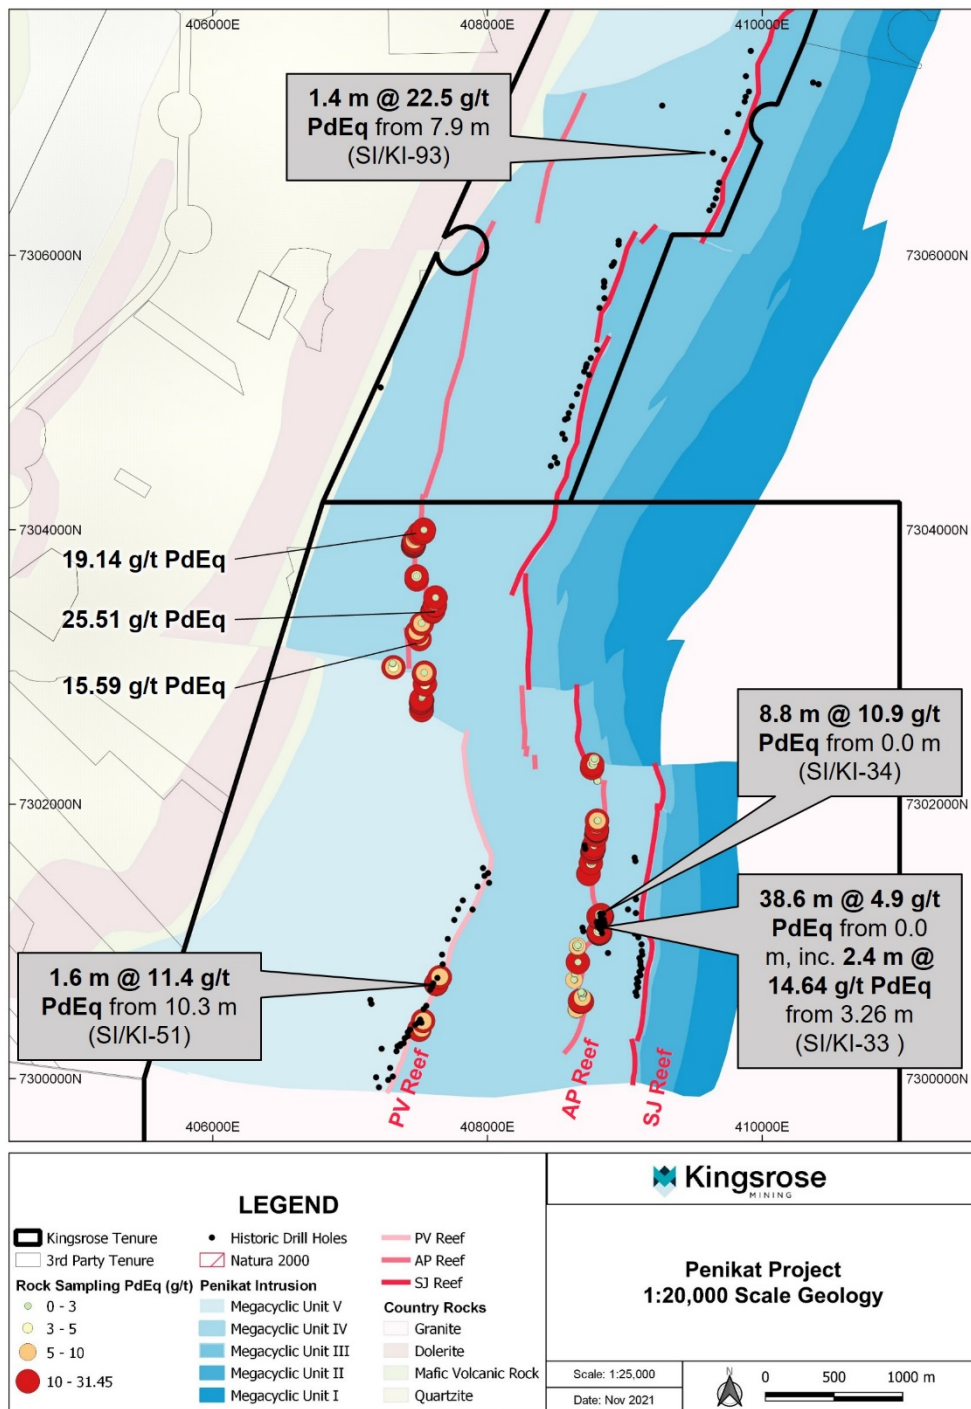 406000E
408000E
410000E
1.4 m @ 22.5 g/t
PdEq from 7.9 m
(SI/KI-93)
7306000N
7306000N
7304000N
7304000N
19.14 g/t PdEq
25.51 g/t PdEq
15.59 g/t PdEq
8.8 m @ 10.9 g/t
PdEq from 0.0 m
(SI/KI-34)
7302000N
7302000N
38.6 m @ 4.9 g/t
PdEq from 0.0
m, inc. 2.4 m @
14.64 g/t PdEq
from 3.26 m
(SI/KI-33 )
1.6 m @ 11.4 g/t
PdEq from 10.3 m
(SI/KI-51)
7300000N
7300000N
PV Reef
AP Reef
SJ Reef
406000E
408000E
410000E
LEGEND
Kingsrose Tenure
3rd Party Tenure
Rock Sampling PdEq (g/t)
0 - 3
3 - 5
5 - 10
10 - 31.45
Historic Drill Holes
Natura 2000
Penikat Intrusion
Megacyclic Unit V
Megacyclic Unit IV
Megacyclic Unit III
Megacyclic Unit II
Megacyclic Unit I
PV Reef
AP Reef
SJ Reef
Country Rocks
Granite
Dolerite
Mafic Volcanic Rock
Quartzite
Kingsrose
MINING
Penikat Project
1:20,000 Scale Geology
Scale: 1:25,000
Date: Nov 2021
N
0 500 1000 m